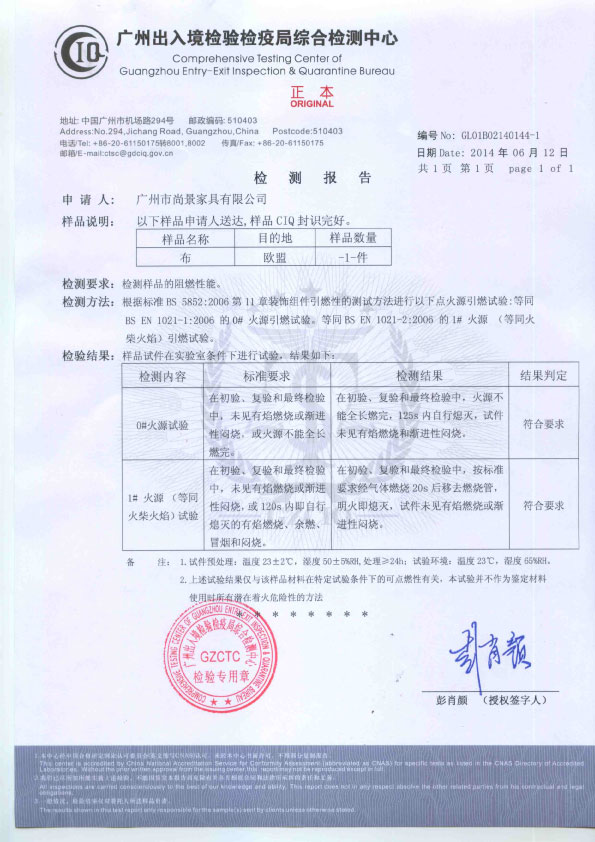 CIQ
广州出入境检验检疫局综合检测中心
Comprehensive Testing Center of
Guangzhou Entry-Exit Inspection & Quarantine Bureau
正本
ORIGINAL
地址: 中国广州市机场路294号 邮政编码: 510403
Address:No.294,Jichang Road, Guangzhou,China Postcode:510403
电话/Tel: +86-20-61150175转6001,8002 传真/Fax: +86-20-61150175
邮箱/E-mail:ctsc@gdciq.gov.cn
编号 No: GL01B02140144-1
日期 Date: 2014 年 06 月 12 日
共 1 页 第 1 页 page 1 of 1
检测报告
申请人: 广州市尚景家具有限公司
样品说明: 以下样品申请人送达,样品 CIQ 封识完好。
样品名称 目的地 样品数量
布 欧盟 -1-件
检测要求: 检测样品的阻燃性能。
检测方法: 根据标准 BS 5852:2006 第 11 章装饰组件引燃性的测试方法进行以下点火源引燃试验:等同
BS EN 1021-1:2006 的 0# 火源引燃试验。等同 BS EN 1021-2:2006 的 1# 火源 (等同火
柴火焰) 引燃试验。
检验结果: 样品试件在实验室条件下进行试验。结果如下:
检测内容 标准要求 检测结果 结果判定
0#火源试验
在初验、复验和最终检验
中, 未见有焰燃烧或渐进
性闷烧, 或火源不能全长
燃完。
在初验、复验和最终检验中, 火源不
能全长燃完, 125s 内自行熄灭, 试件
未见有焰燃烧和渐进性闷烧。
符合要求
1# 火源 (等同
火柴火焰) 试验
在初验、复验和最终检验
中, 未见有焰燃烧或渐进
性闷烧, 或 120s 内即自行
熄灭的有焰燃烧、余燃、
冒烟和闷烧。
在初验、复验和最终检验中, 按标准
要求经气体燃烧 20s 后移去燃烧管,
明火即熄灭, 试件未见有焰燃烧或渐
进性闷烧。
符合要求
备 注: 1.试件预处理: 温度 23±2℃, 湿度 50±5%RH,处理≥24h; 试验环境: 温度 23℃, 湿度 65%RH。
2.上述试验结果仅与该样品材料在特定试验条件下的可点燃性有关, 本试验并不作为鉴定材料
使用时所有潜在着火危险性的方法
* * * * * * * *
COMPREHENSIVE TESTING CENTER OF GUANGZHOU ENTRY-EXIT INSPECTION & QUARANTINE BUREAU
广州出入境检验检疫局综合检测中心
GZCTC
检验专用章
彭肖颜
彭肖颜 (授权签字人)
This center is accredited by China National Accreditation Service for Conformity Assessment (abbreviated as CNAS) for specific tests as listed in the CNAS Directory of Accredited
Laboratories. Without the prior written approval from the issuing center this report may not be reproduced except in full.
All inspections are carried conscientiously to the best of our knowledge and ability. This report does not in any respect absolve the other related parties from his contractual and legal
obligations.
The results shown in this test report only responsible for the sample(s) sent by clients unless otherwise stated.